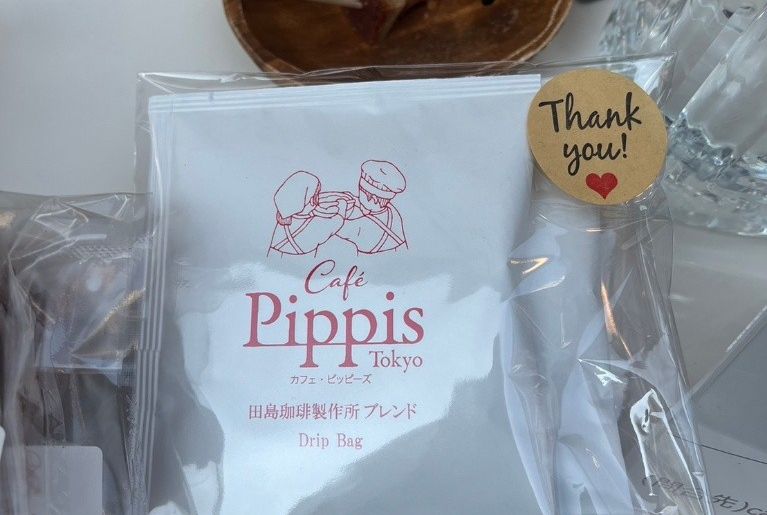 Thank
you!
Café
Pippis
Tokyo
カフェ・ピッピーズ
田島珈琲製作所 ブレンド
Drip Bag